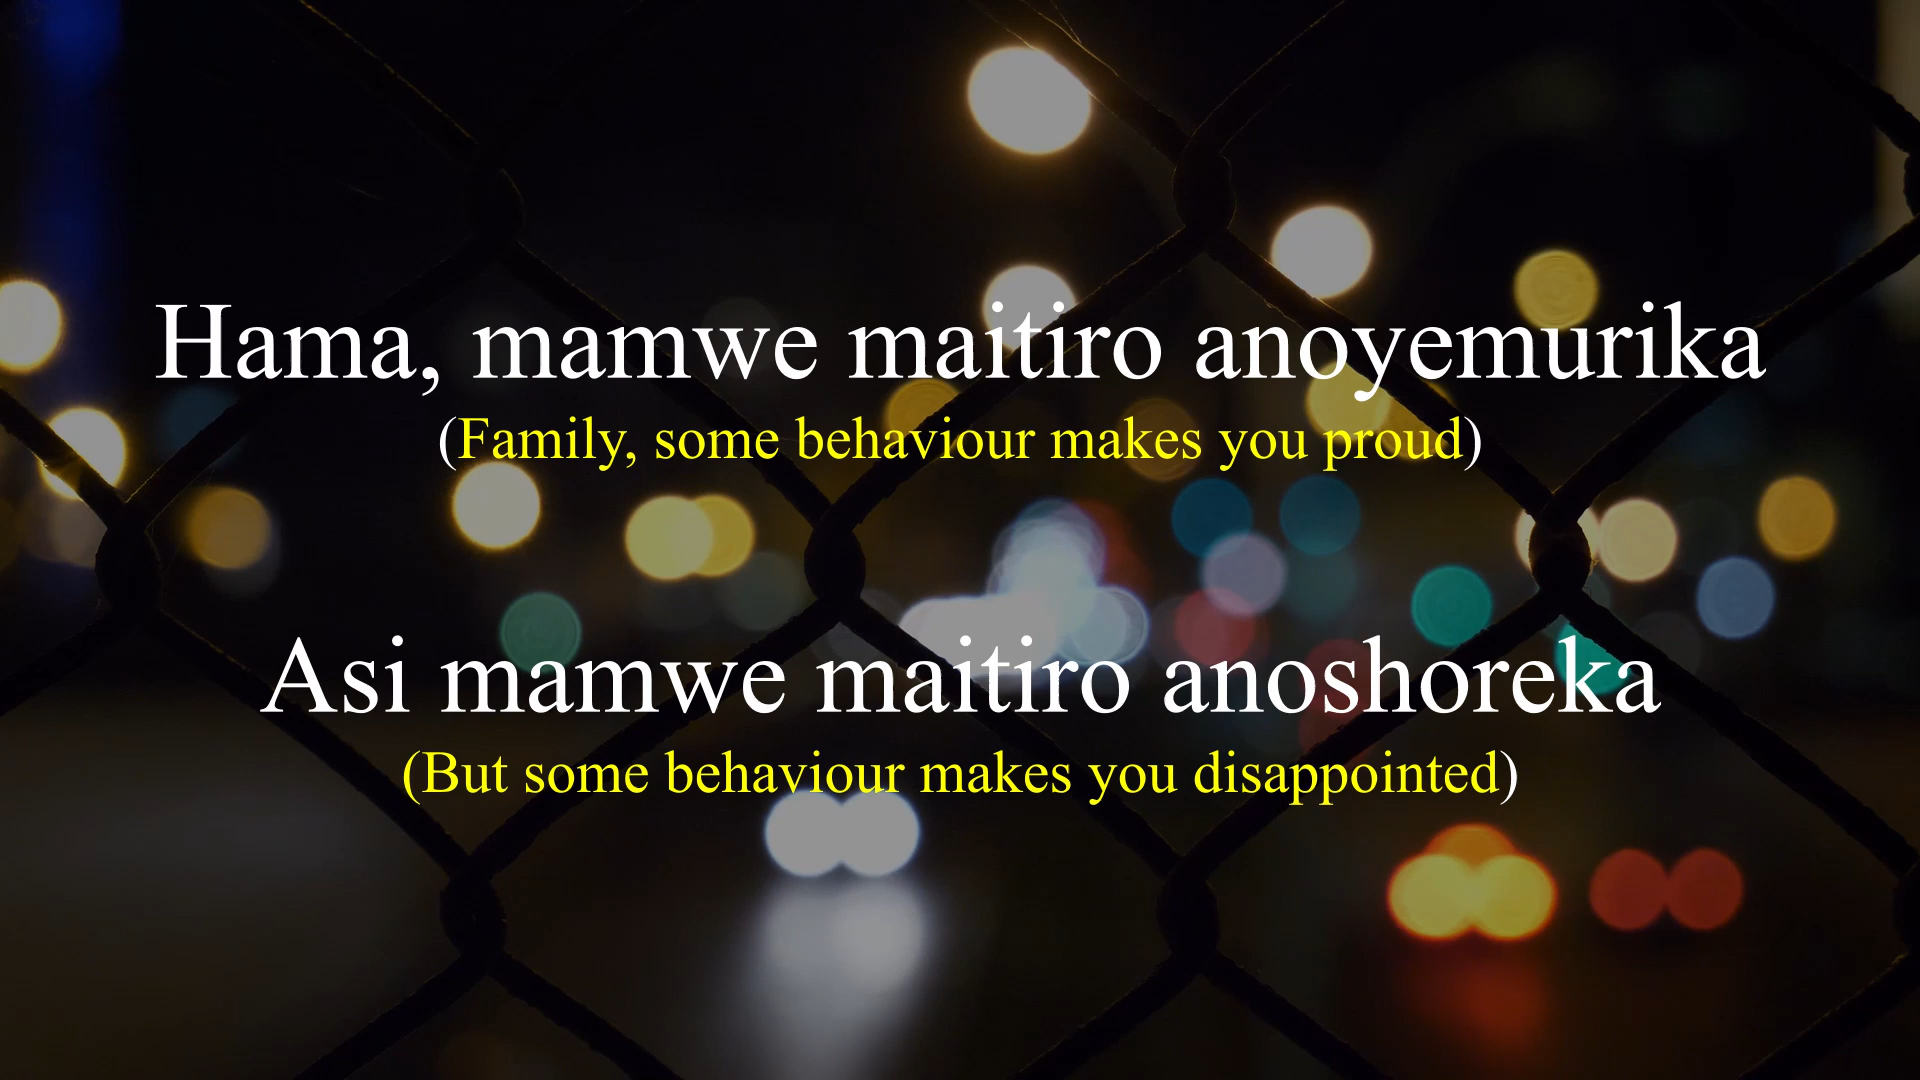 Hama, mamwe maitiro anoyemurika
(Family, some behaviour makes you proud)
Asi mamwe maitiro anoshoreka
(But some behaviour makes you disappointed)